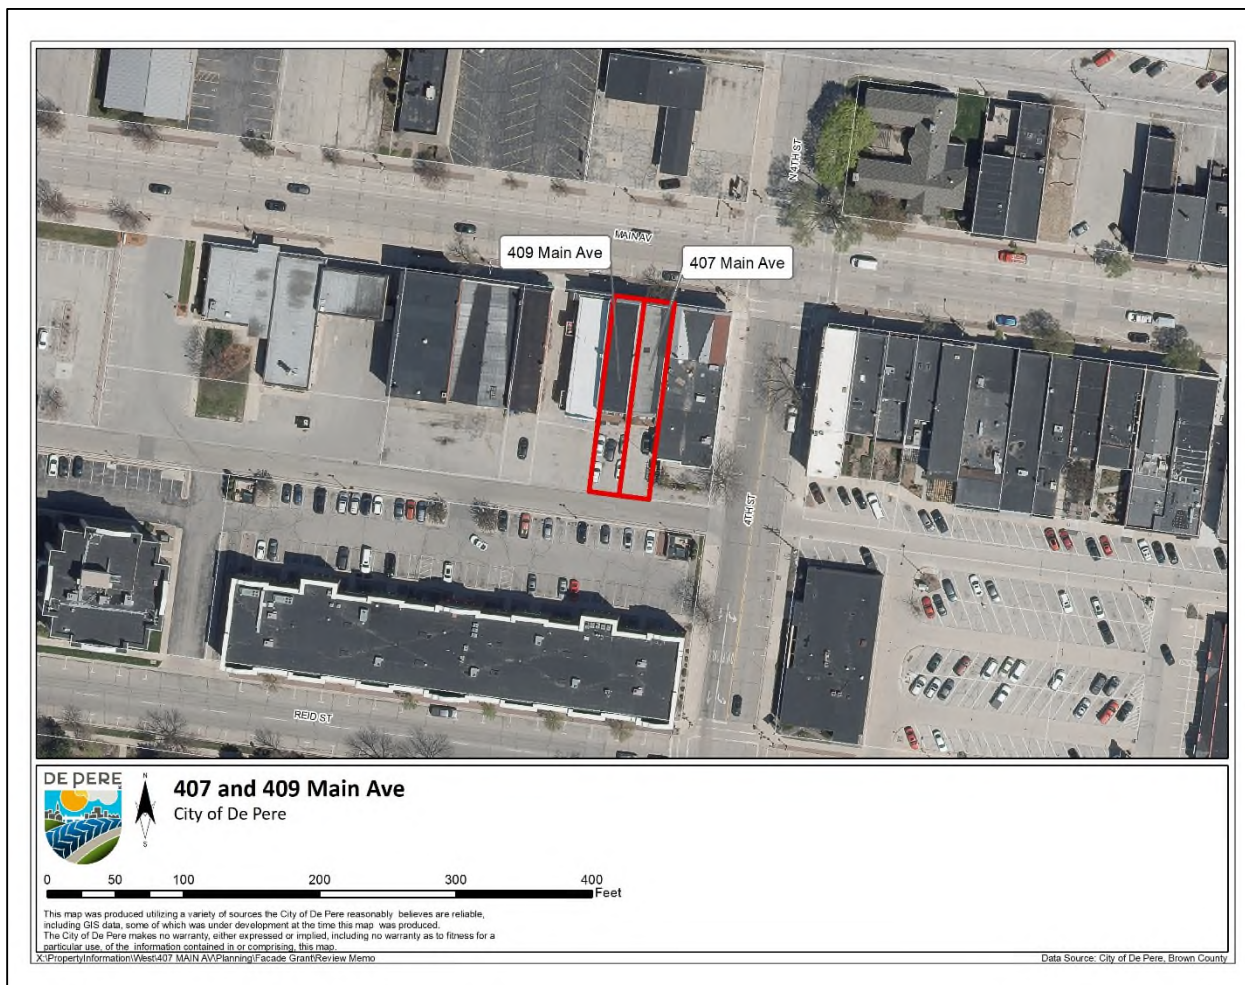 N 4TH ST
MAIN AV
409 Main Ave
407 Main Ave
4TH ST
REID ST
DE PERE
N
S
407 and 409 Main Ave
City of De Pere
0 50 100 200 300 400
Feet
This map was produced utilizing a variety of sources the City of De Pere reasonably believes are reliable,
including GIS data, some of which was under development at the time this map was produced.
The City of De Pere makes no warranty, either expressed or implied, including no warranty as to fitness for a
particular use, of the information contained in or comprising, this map.
X:\PropertyInformation\West\407 MAIN AV\Planning\Facade Grant\Review Memo
Data Source: City of De Pere, Brown County